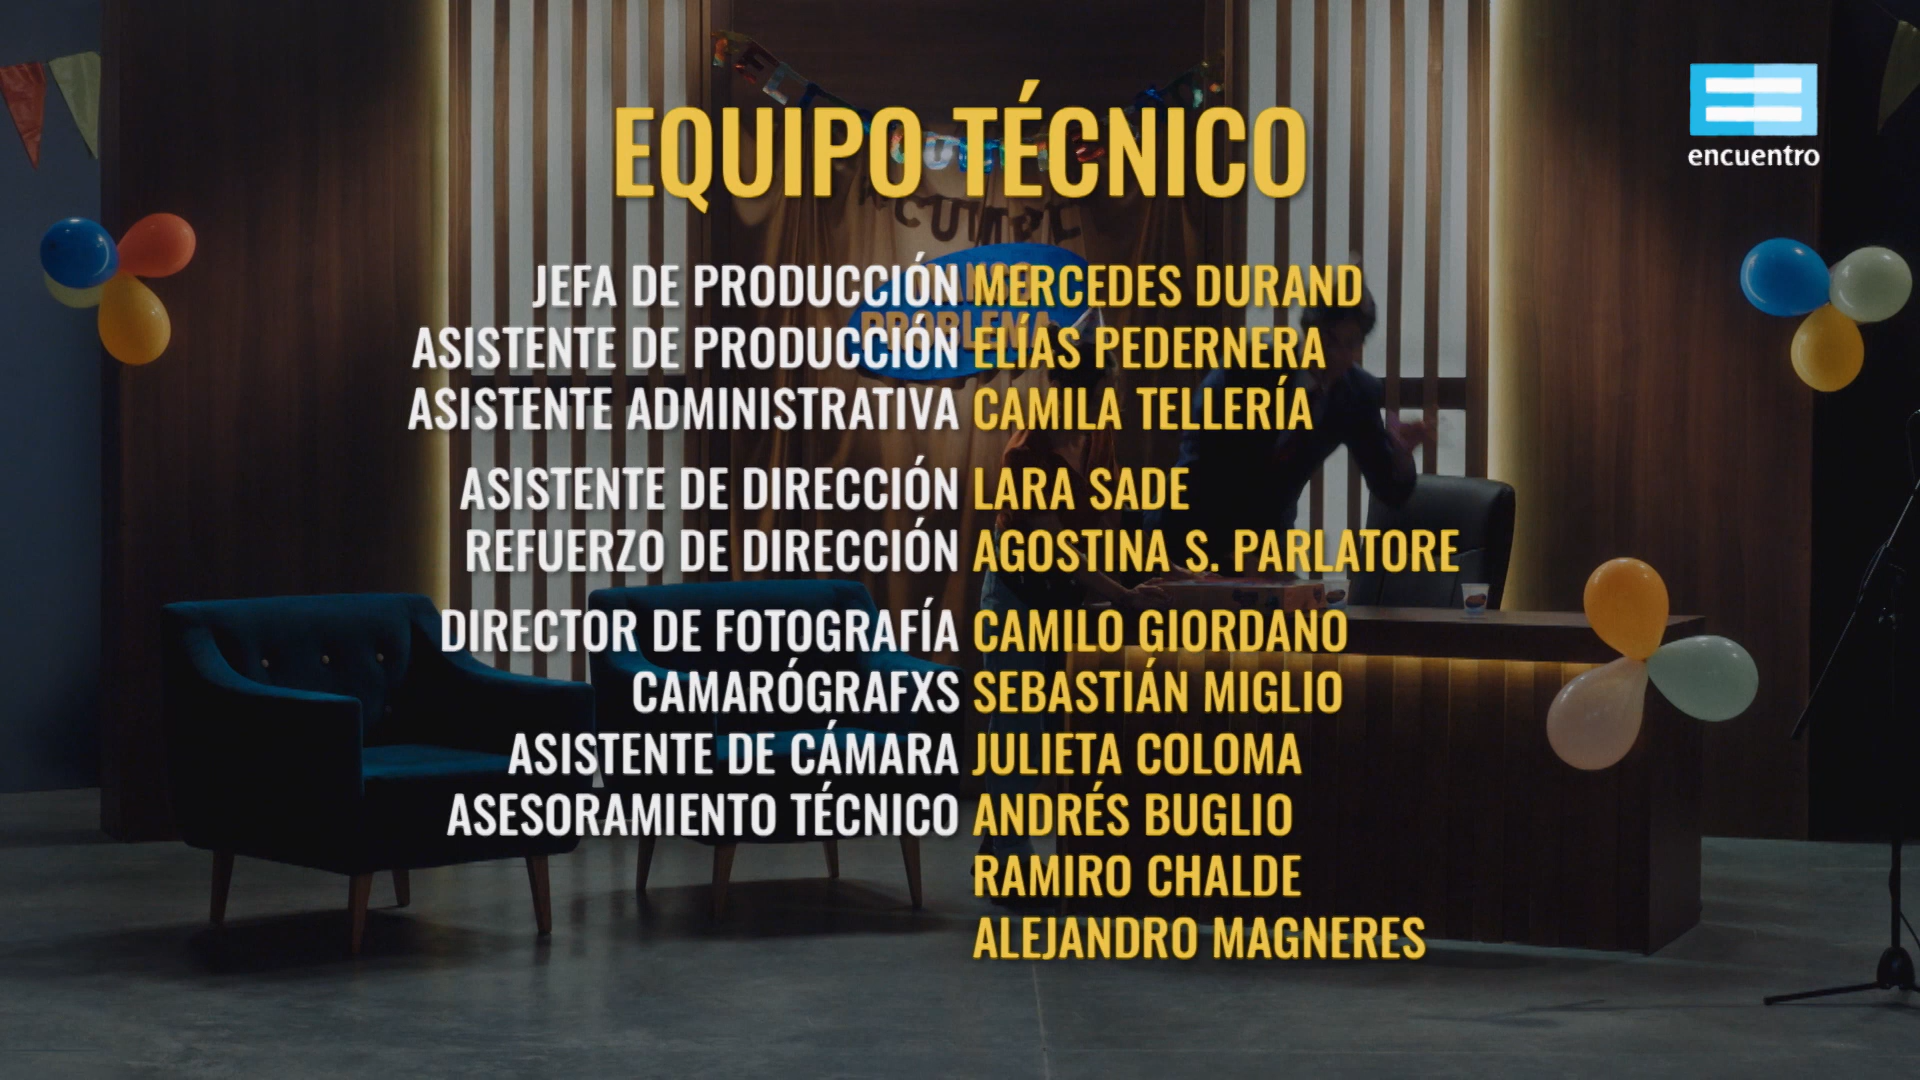 EQUIPO TÉCNICO
encuentro
JEFA DE PRODUCCIÓN MERCEDES DURAND
ASISTENTE DE PRODUCCIÓN ELÍAS PEDERNERA
ASISTENTE ADMINISTRATIVA CAMILA TELLERÍA
ASISTENTE DE DIRECCIÓN LARA SADE
REFUERZO DE DIRECCIÓN AGOSTINA S. PARLATORE
DIRECTOR DE FOTOGRAFÍA CAMILO GIORDANO
CAMARÓGRAFXS SEBASTIÁN MIGLIO
ASISTENTE DE CÁMARA JULIETA COLOMA
ASESORAMIENTO TÉCNICO ANDRÉS BUGLIO
RAMIRO CHALDE
ALEJANDRO MAGNERES